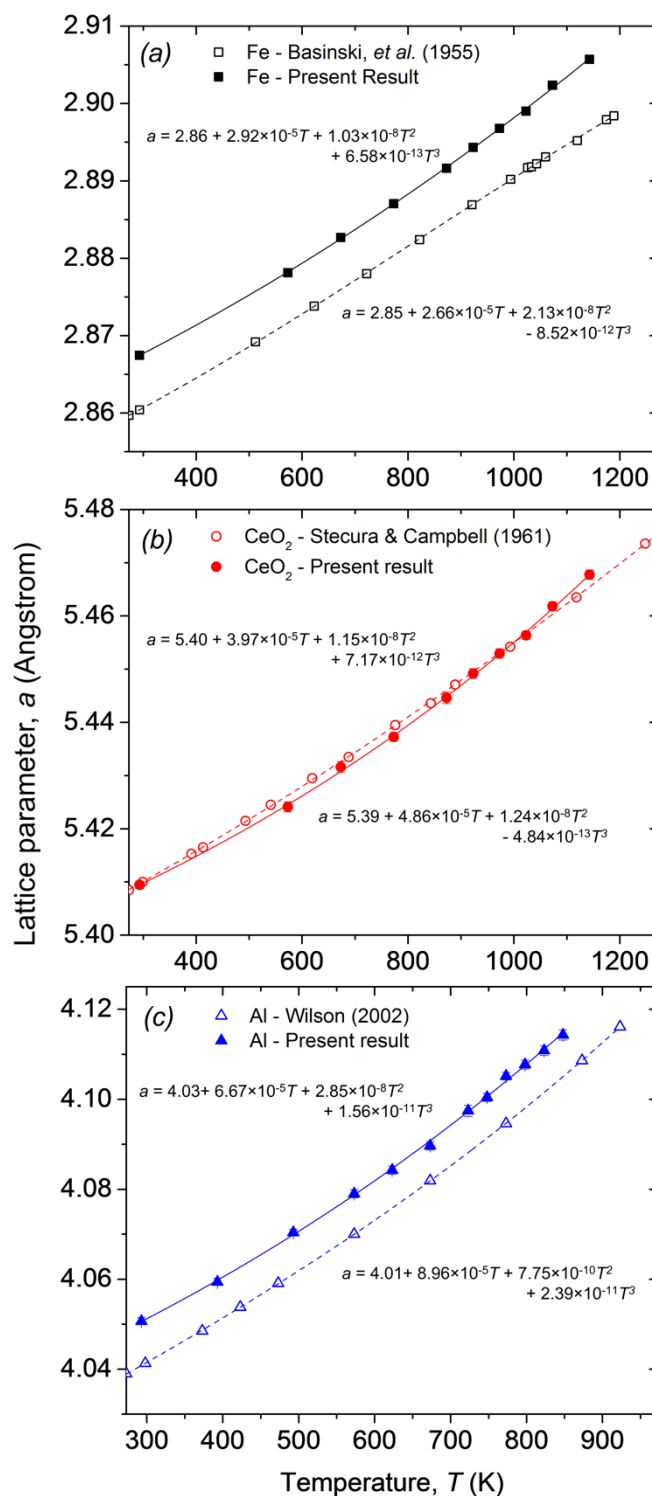 (a)
Fe - Basinski, et al. (1955)
Fe - Present Result
a = 2.86 + 2.92×10⁻⁵T + 1.03×10⁻⁸T²
+ 6.58×10⁻¹³T³
a = 2.85 + 2.66×10⁻⁵T + 2.13×10⁻⁸T²
- 8.52×10⁻¹²T³
2.91
2.90
2.89
2.88
2.87
2.86
400 600 800 1000 1200
(b)
CeO₂ - Stecura & Campbell (1961)
CeO₂ - Present result
a = 5.40 + 3.97×10⁻⁵T + 1.15×10⁻⁸T²
+ 7.17×10⁻¹²T³
a = 5.39 + 4.86×10⁻⁵T + 1.24×10⁻⁸T²
- 4.84×10⁻¹³T³
5.48
5.46
5.44
5.42
5.40
400 600 800 1000 1200
Lattice parameter, a (Angstrom)
(c)
Al - Wilson (2002)
Al - Present result
a = 4.03+ 6.67×10⁻⁵T + 2.85×10⁻⁸T²
+ 1.56×10⁻¹¹T³
a = 4.01+ 8.96×10⁻⁵T + 7.75×10⁻¹⁰T²
+ 2.39×10⁻¹¹T³
4.12
4.10
4.08
4.06
4.04
300 400 500 600 700 800 900
Temperature, T (K)